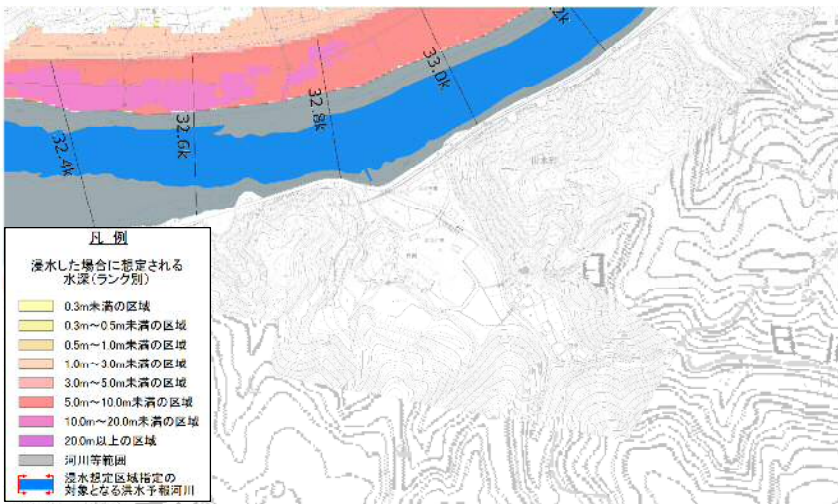 .2k
33.0k
32.8k
32.6k
32.4k
凡 例
浸水した場合に想定される
水深(ランク別)
0.3m未満の区域
0.3m～0.5m未満の区域
0.5m～1.0m未満の区域
1.0m～3.0m未満の区域
3.0m～5.0m未満の区域
5.0m～10.0m未満の区域
10.0m～20.0m未満の区域
20.0m以上の区域
河川等範囲
浸水想定区域指定の
対象となる洪水予報河川